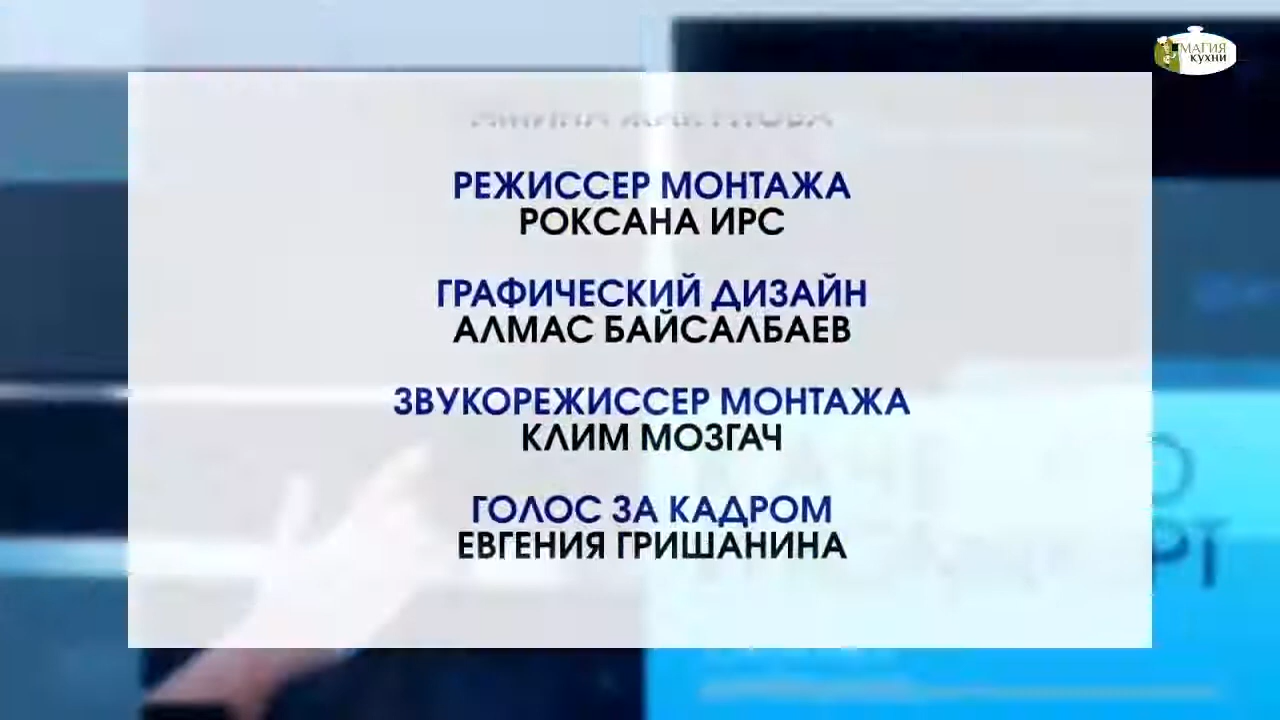 МАГИЯ
КУХНИ
РЕЖИССЕР МОНТАЖА
РОКСАНА ИРС
ГРАФИЧЕСКИЙ ДИЗАЙН
АЛМАС БАЙСАЛБАЕВ
ЗВУКОРЕЖИССЕР МОНТАЖА
КЛИМ МОЗГАЧ
ГОЛОС ЗА КАДРОМ
ЕВГЕНИЯ ГРИШАНИНА